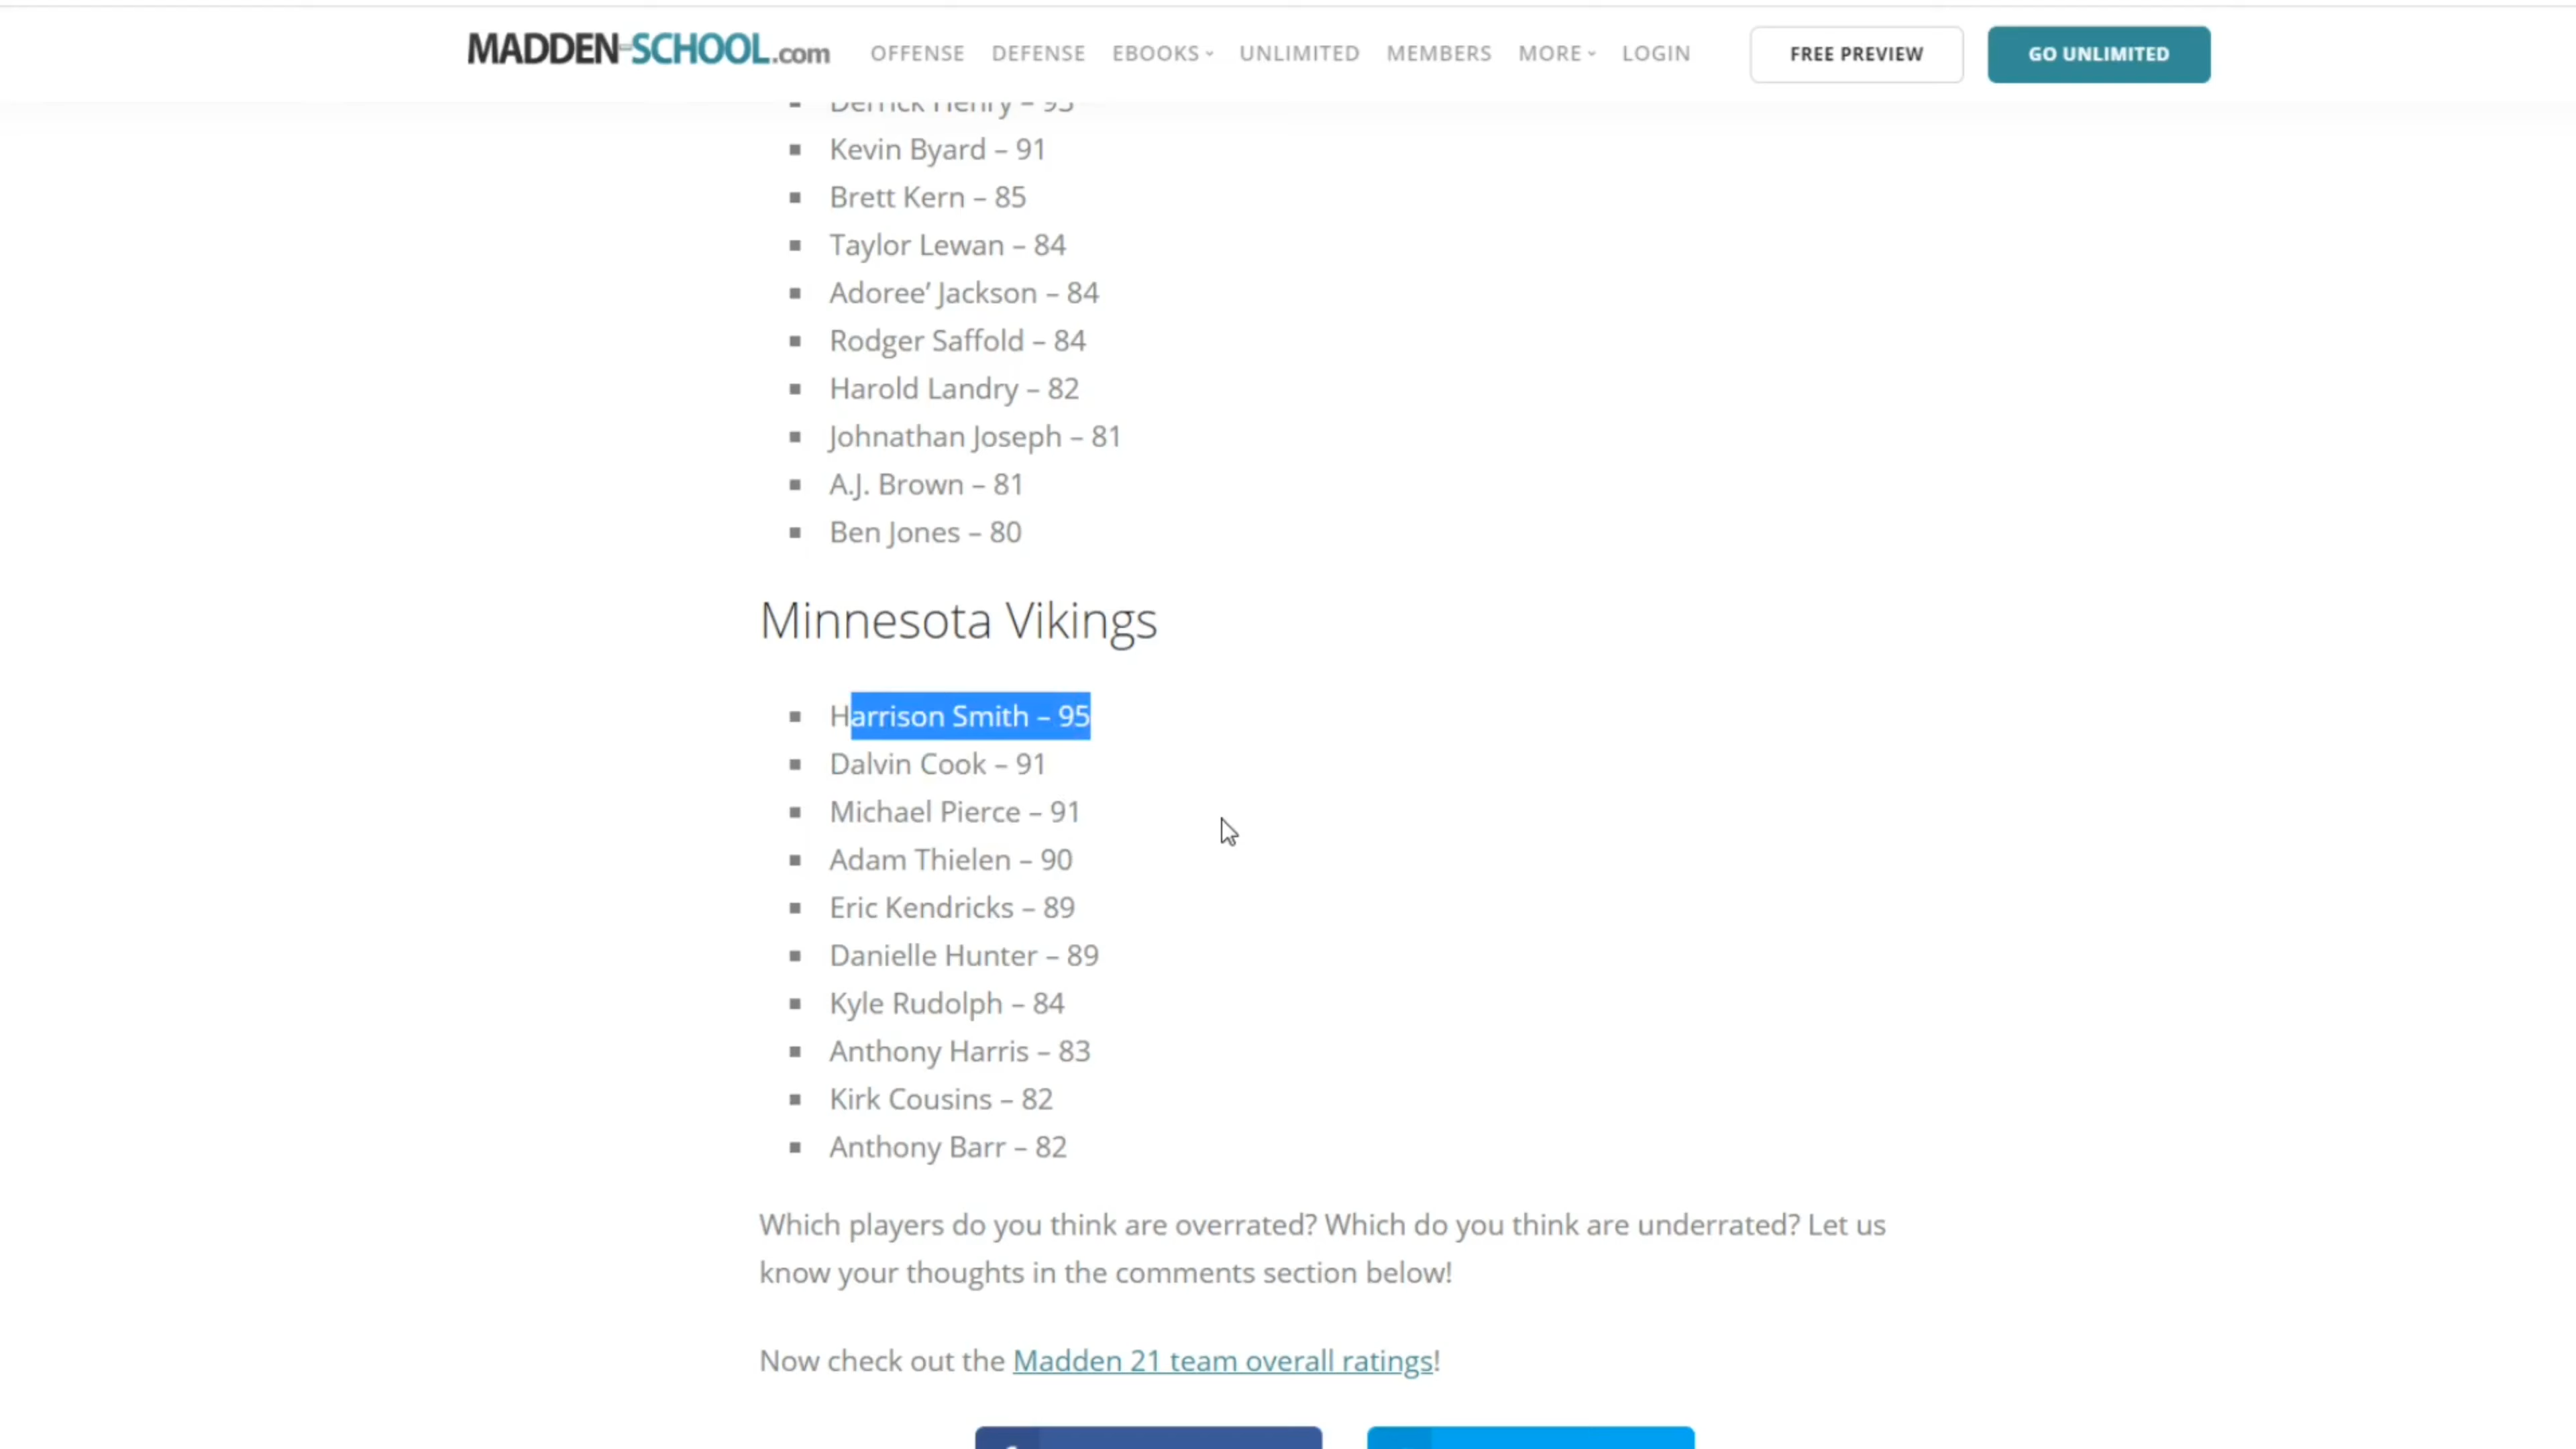 MADDEN-SCHOOL.com OFFENSE DEFENSE EBOOKS UNLIMITED MEMBERS MORE LOGIN FREE PREVIEW GO UNLIMITED
Derrick Henry – 93
Kevin Byard – 91
Brett Kern – 85
Taylor Lewan – 84
Adoree’ Jackson – 84
Rodger Saffold – 84
Harold Landry – 82
Johnathan Joseph – 81
A.J. Brown – 81
Ben Jones – 80
Minnesota Vikings
Harrison Smith – 95
Dalvin Cook – 91
Michael Pierce – 91
Adam Thielen – 90
Eric Kendricks – 89
Danielle Hunter – 89
Kyle Rudolph – 84
Anthony Harris – 83
Kirk Cousins – 82
Anthony Barr – 82
Which players do you think are overrated? Which do you think are underrated? Let us
know your thoughts in the comments section below!
Now check out the Madden 21 team overall ratings!